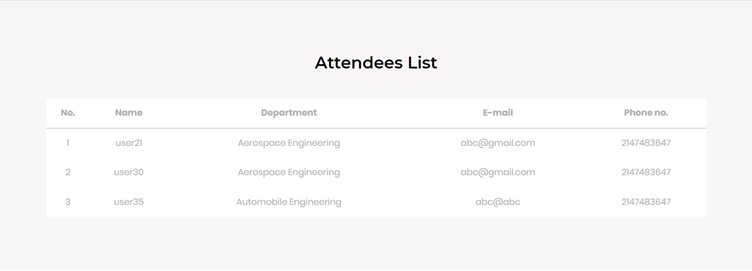 Attendees List
No. Name Department E-mail Phone no.
1 user21 Aerospace Engineering abc@gmail.com 2147483647
2 user30 Aerospace Engineering abc@gmail.com 2147483647
3 user35 Automobile Engineering abc@abc 2147483647